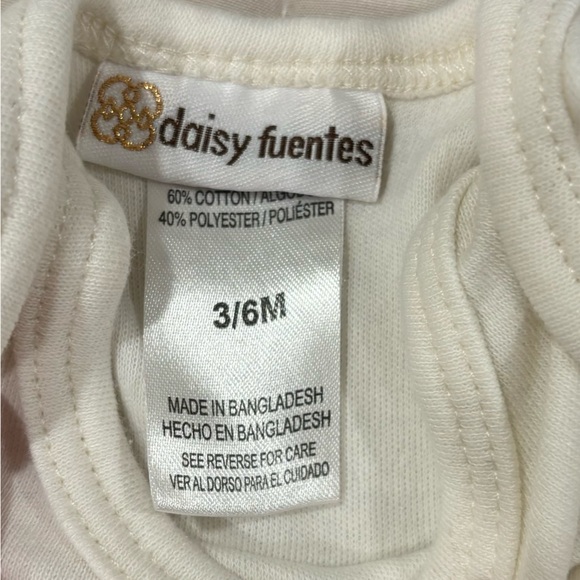 daisy fuentes
60% COTTON / 
40% POLYESTER / POLIÉSTER
3/6M
MADE IN BANGLADESH
HECHO EN BANGLADESH
SEE REVERSE FOR CARE
VER AL DORSO PARA EL CUIDADO